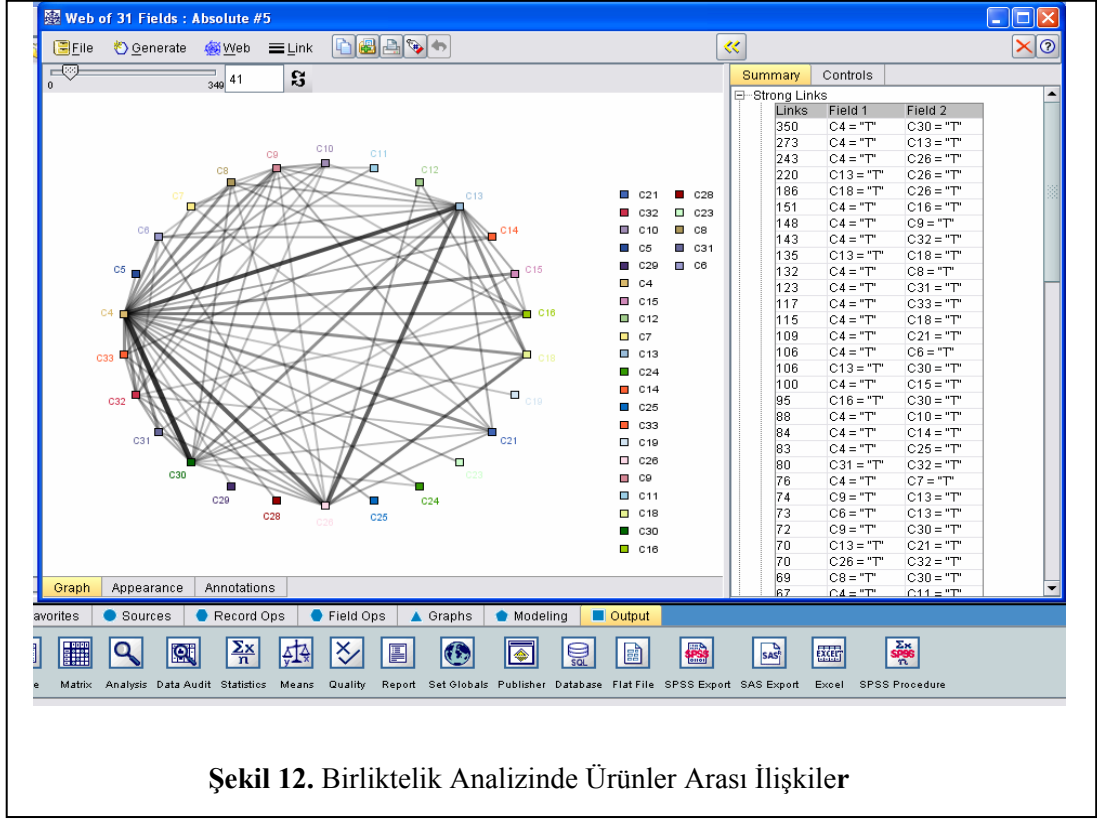 Web of 31 Fields : Absolute #5
File Generate Web Link
0 349 41
Summary Controls
Strong Links
Links Field 1 Field 2
350 C4 = "T" C30 = "T"
273 C4 = "T" C13 = "T"
243 C4 = "T" C26 = "T"
220 C13 = "T" C26 = "T"
186 C18 = "T" C26 = "T"
151 C4 = "T" C16 = "T"
148 C4 = "T" C9 = "T"
143 C4 = "T" C32 = "T"
135 C13 = "T" C18 = "T"
132 C4 = "T" C8 = "T"
123 C4 = "T" C31 = "T"
117 C4 = "T" C33 = "T"
115 C4 = "T" C18 = "T"
109 C4 = "T" C21 = "T"
106 C4 = "T" C6 = "T"
106 C13 = "T" C30 = "T"
100 C4 = "T" C15 = "T"
95 C16 = "T" C30 = "T"
88 C4 = "T" C10 = "T"
84 C4 = "T" C14 = "T"
83 C4 = "T" C25 = "T"
80 C31 = "T" C32 = "T"
76 C4 = "T" C7 = "T"
74 C9 = "T" C13 = "T"
73 C6 = "T" C13 = "T"
72 C9 = "T" C30 = "T"
70 C13 = "T" C21 = "T"
70 C26 = "T" C32 = "T"
69 C8 = "T" C30 = "T"
67 C4 = "T" C11 = "T"
C10
C9
C11
C8
C12
C7
C13
C6
C14
C5
C15
C4
C16
C33
C18
C32
C19
C31
C21
C30
C23
C29
C24
C28
C26
C25
C21 C28
C32 C23
C10 C8
C5 C31
C29 C6
C4
C15
C12
C7
C13
C24
C14
C25
C33
C19
C26
C9
C11
C18
C30
C16
Graph Appearance Annotations
avorites Sources Record Ops Field Ops Graphs Modeling Output
e Matrix Analysis Data Audit Statistics Means Quality Report Set Globals Publisher Database Flat File SPSS Export SAS Export Excel SPSS Procedure
Şekil 12. Birliktelik Analizinde Ürünler Arası İlişkiler